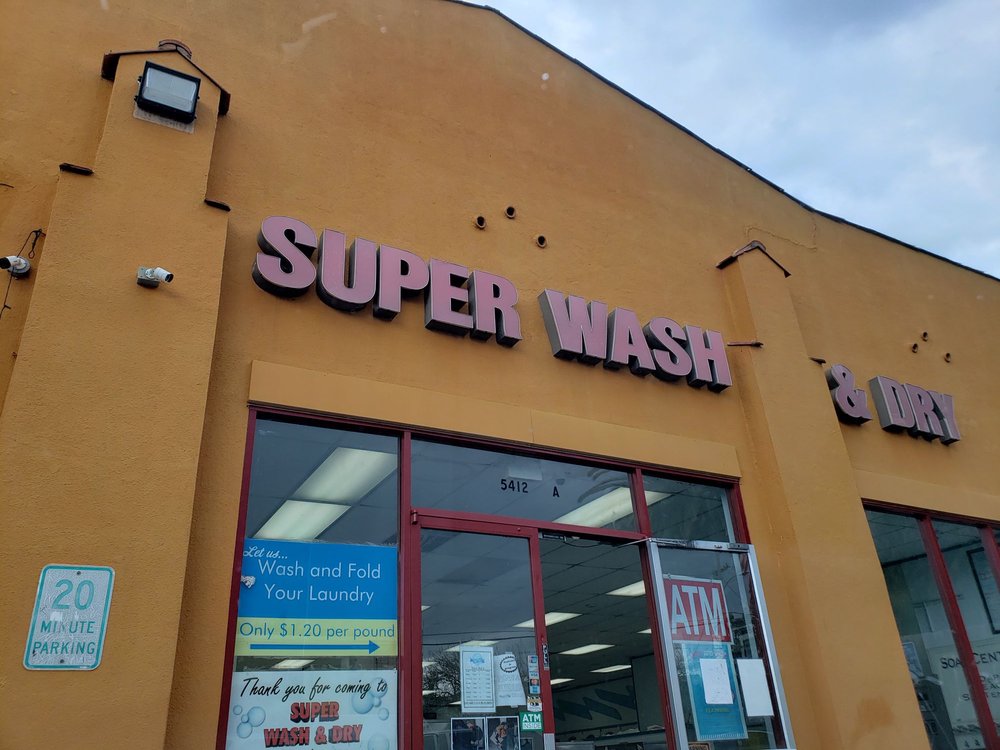 SUPER WASH
& DRY
5412 A
Let us...
Wash and Fold
Your Laundry
Only $1.20 per pound
Thank you for coming to
SUPER
WASH & DRY
20
MINUTE
PARKING
ATM
ATM
INSIDE